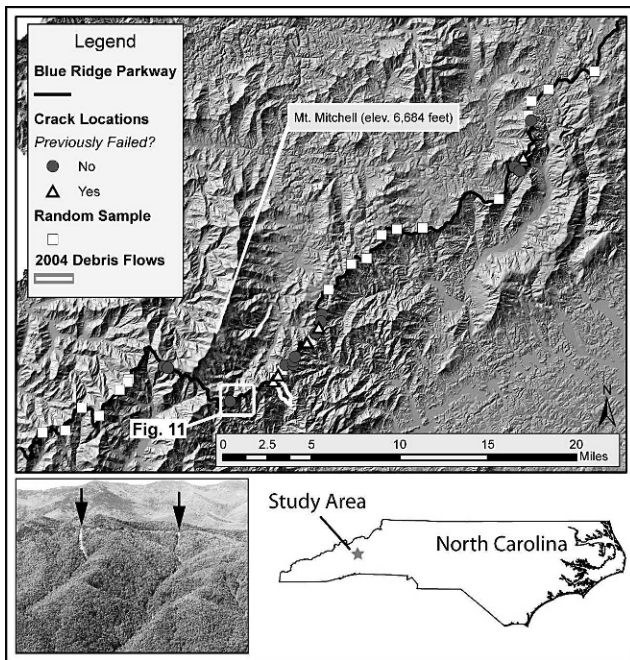 Legend
Blue Ridge Parkway
Crack Locations
Previously Failed?
No
Yes
Random Sample
2004 Debris Flows
Mt. Mitchell (elev. 6,684 feet)
Fig. 11
N
0 2.5 5 10 15 20
Miles
Study Area
North Carolina